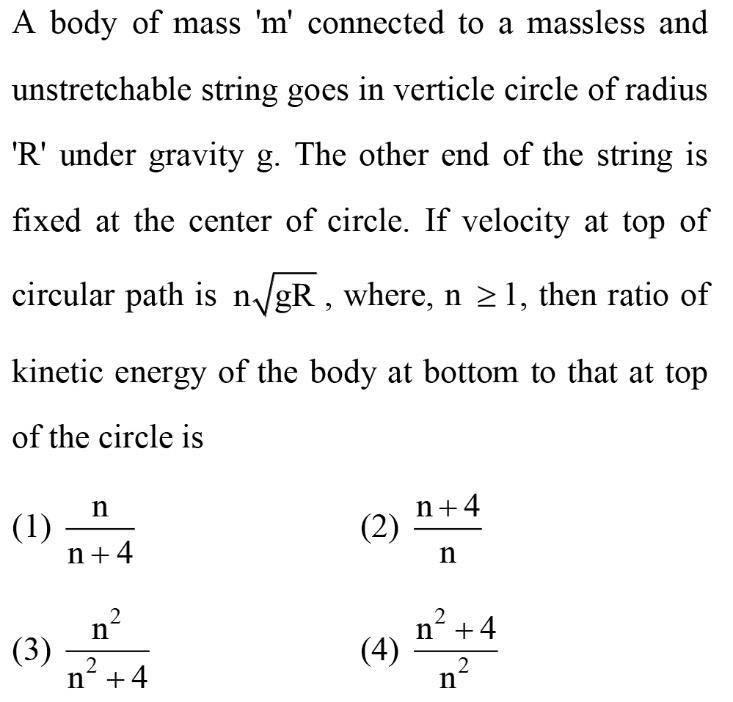 A body of mass 'm' connected to a massless and
unstretchable string goes in verticle circle of radius
'R' under gravity g. The other end of the string is
fixed at the center of circle. If velocity at top of
circular path is n√gR , where, n ≥ 1, then ratio of
kinetic energy of the body at bottom to that at top
of the circle is
(1) n/(n + 4) (2) (n + 4)/n
(3) n²/(n² + 4) (4) (n² + 4)/n²